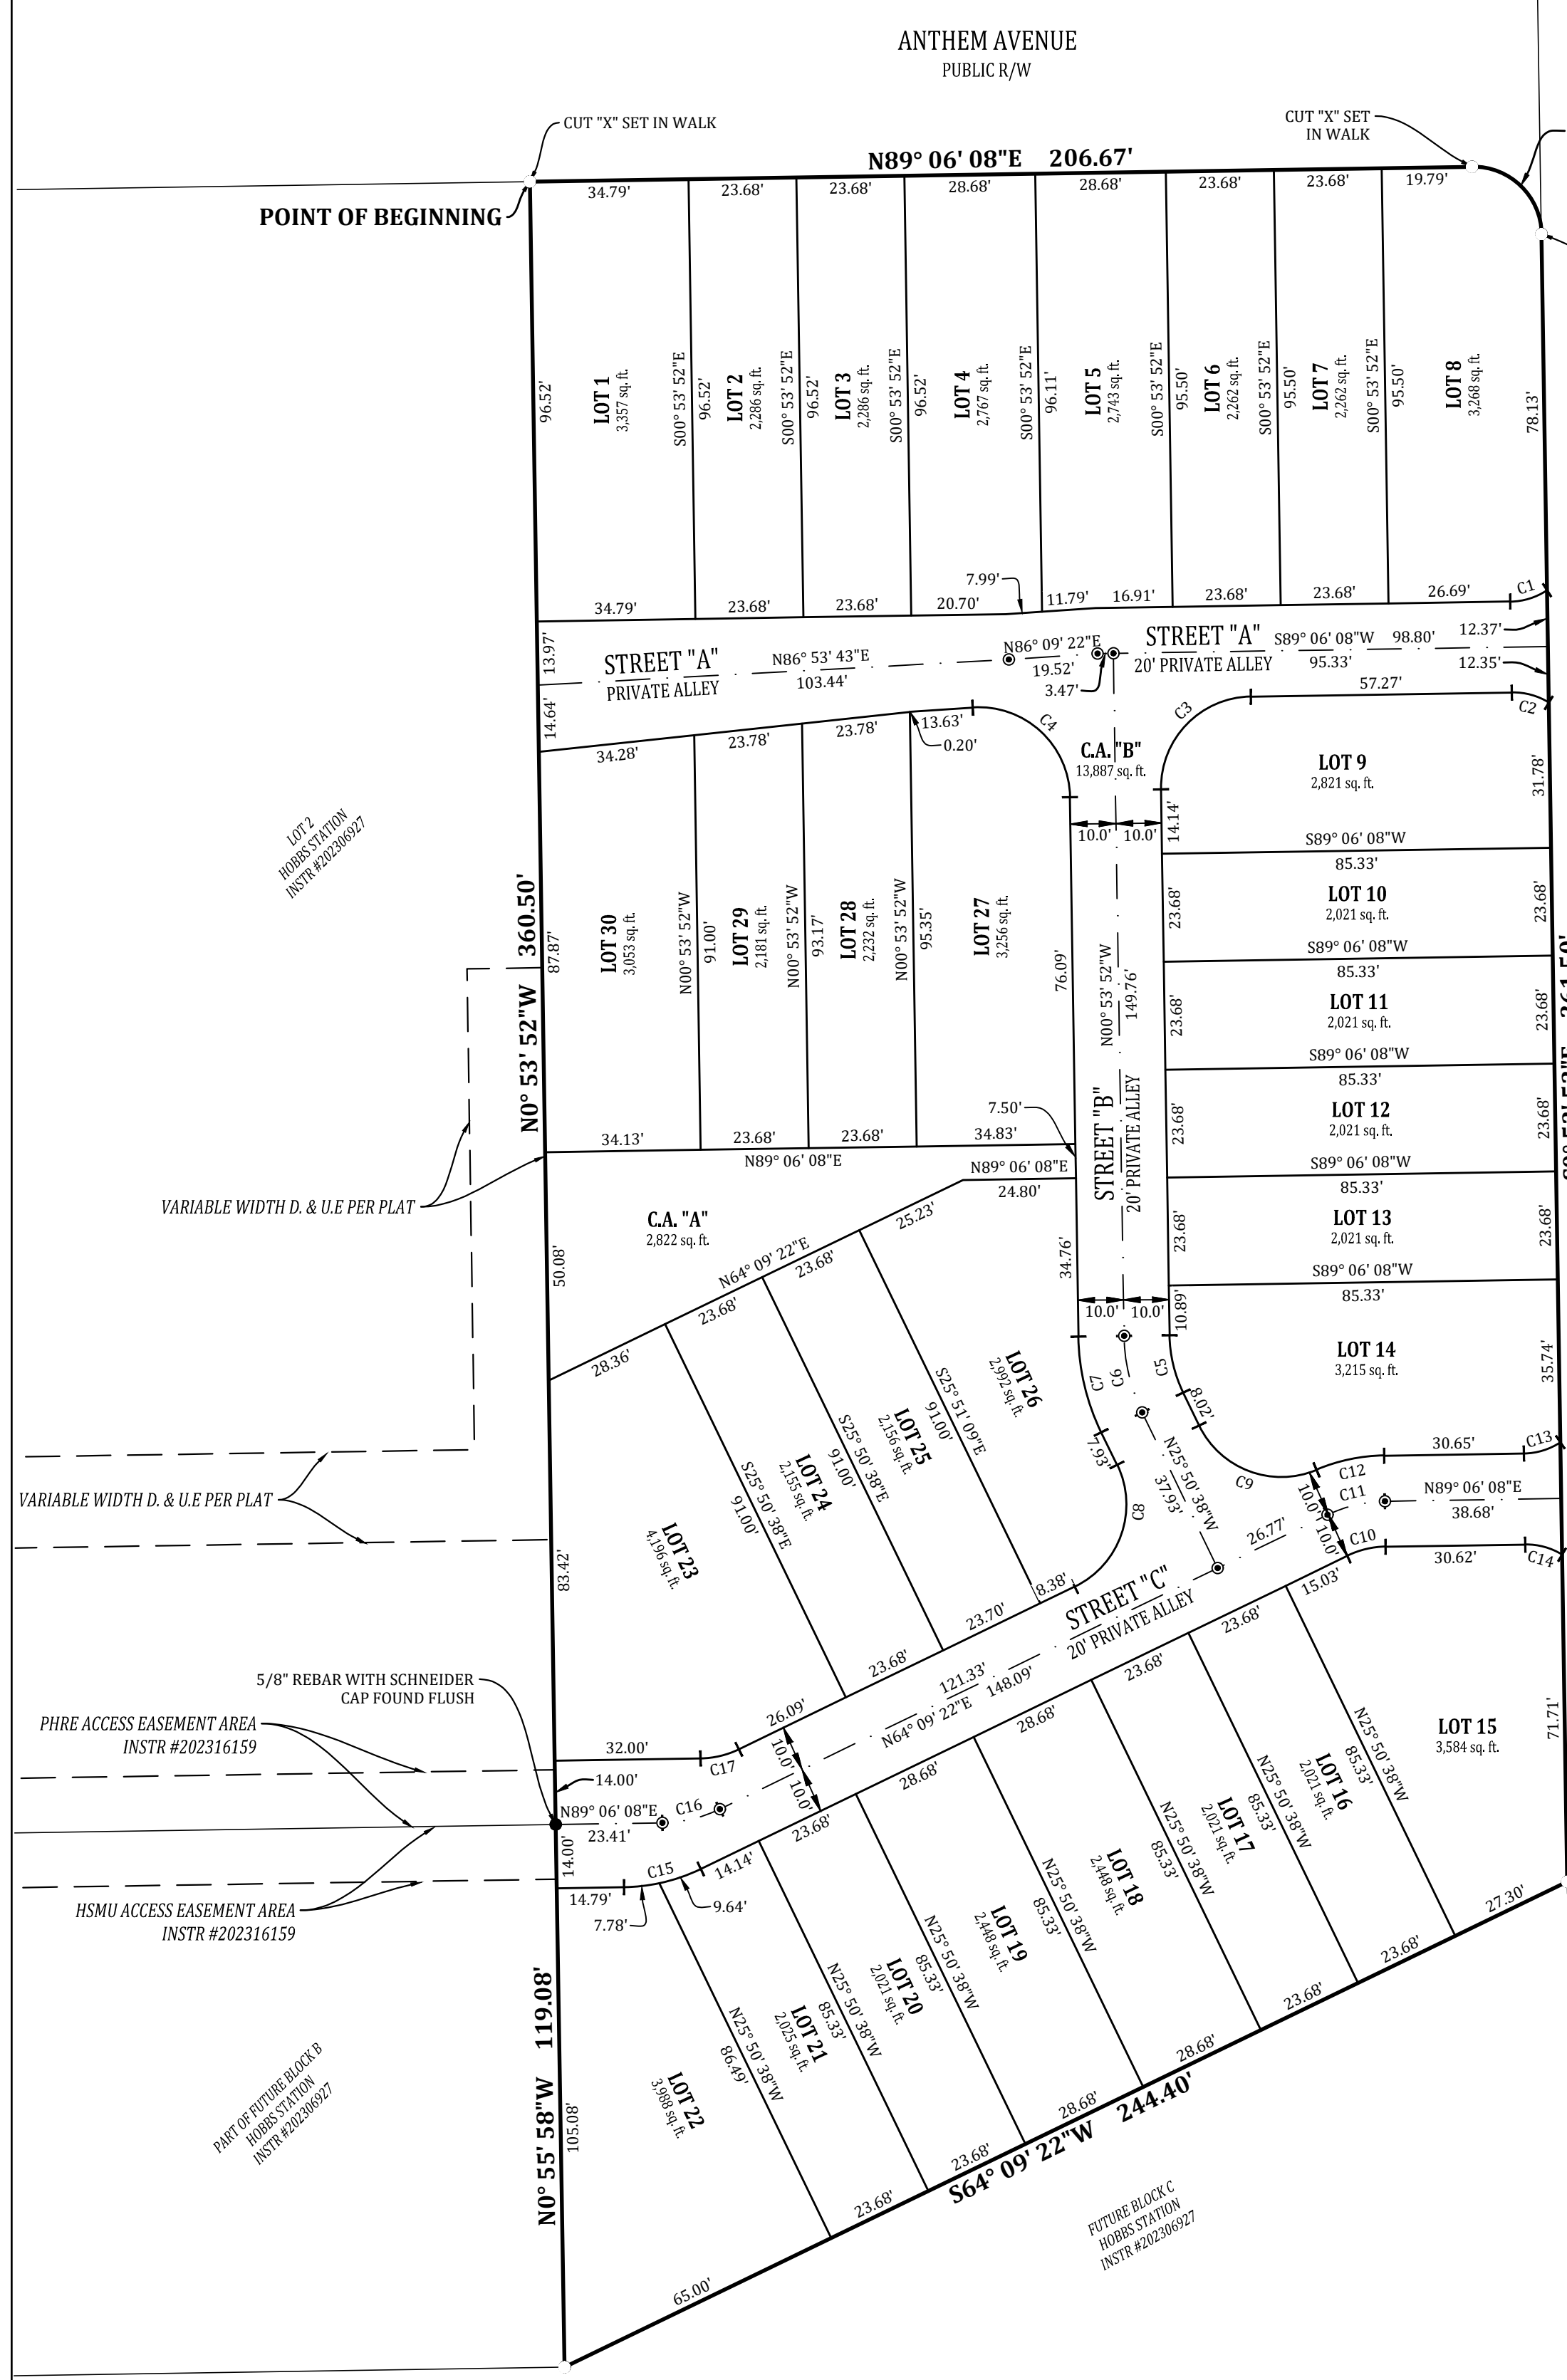 ANTHEM AVENUE
PUBLIC R/W
CUT "X" SET IN WALK
CUT "X" SET
IN WALK
N89° 06' 08"E 206.67'
POINT OF BEGINNING
34.79'
23.68'
23.68'
28.68'
28.68'
23.68'
23.68'
19.79'
96.52'
LOT 1
3,357 sq. ft.
S00° 53' 52"E
96.52'
LOT 2
2,286 sq. ft.
S00° 53' 52"E
96.52'
LOT 3
2,286 sq. ft.
S00° 53' 52"E
96.52'
LOT 4
2,767 sq. ft.
S00° 53' 52"E
96.11'
LOT 5
2,743 sq. ft.
S00° 53' 52"E
95.50'
LOT 6
2,262 sq. ft.
S00° 53' 52"E
95.50'
LOT 7
2,262 sq. ft.
S00° 53' 52"E
95.50'
LOT 8
3,268 sq. ft.
78.13'
34.79'
23.68'
23.68'
20.70'
7.99'
11.79'
16.91'
23.68'
23.68'
26.69'
C1
13.97'
STREET "A"
PRIVATE ALLEY
N86° 53' 43"E
103.44'
N86° 09' 22"E
19.52'
3.47'
STREET "A"
20' PRIVATE ALLEY
S89° 06' 08"W 98.80'
95.33'
12.37'
12.35'
14.64'
34.28'
23.78'
23.78'
13.63'
0.20'
C4
C3
57.27'
C2
C.A. "B"
13,887 sq. ft.
LOT 9
2,821 sq. ft.
31.78'
10.0'
10.0'
14.14'
S89° 06' 08"W
85.33'
LOT 2
HOBBS STATION
INSTR #202306927
N0° 53' 52"W 360.50'
87.87'
LOT 30
3,053 sq. ft.
N00° 53' 52"W
91.00'
LOT 29
2,181 sq. ft.
N00° 53' 52"W
93.17'
LOT 28
2,232 sq. ft.
N00° 53' 52"W
95.35'
LOT 27
3,256 sq. ft.
76.09'
N00° 53' 52"W
149.76'
STREET "B"
20' PRIVATE ALLEY
23.68'
LOT 10
2,021 sq. ft.
23.68'
S89° 06' 08"W
85.33'
23.68'
LOT 11
2,021 sq. ft.
23.68'
S89° 06' 08"W
85.33'
23.68'
LOT 12
2,021 sq. ft.
23.68'
S89° 06' 08"W
85.33'
23.68'
LOT 13
2,021 sq. ft.
23.68'
S89° 06' 08"W
85.33'
7.50'
34.13'
23.68'
23.68'
34.83'
N89° 06' 08"E
N89° 06' 08"E
24.80'
VARIABLE WIDTH D. & U.E PER PLAT
C.A. "A"
2,822 sq. ft.
50.08'
N64° 09' 22"E
28.36'
23.68'
23.68'
25.23'
34.76'
10.0'
10.0'
10.89'
LOT 14
3,215 sq. ft.
35.74'
C7
C6
C5
8.02'
7.93'
N25° 50' 38"W
37.93'
C8
C9
C12
30.65'
C13
C11
N89° 06' 08"E
38.68'
10.0'
10.0'
C10
30.62'
C14
26.77'
VARIABLE WIDTH D. & U.E PER PLAT
83.42'
LOT 23
4,196 sq. ft.
S25° 50' 38"E
91.00'
LOT 24
2,155 sq. ft.
S25° 50' 38"E
91.00'
LOT 25
2,156 sq. ft.
S25° 51' 09"E
91.00'
LOT 26
2,992 sq. ft.
8.38'
23.70'
23.68'
26.09'
STREET "C"
20' PRIVATE ALLEY
121.33'
148.09'
N64° 09' 22"E
15.03'
23.68'
23.68'
28.68'
28.68'
23.68'
14.14'
5/8" REBAR WITH SCHNEIDER
CAP FOUND FLUSH
PHRE ACCESS EASEMENT AREA
INSTR #202316159
32.00'
C17
14.00'
10.0'
10.0'
N89° 06' 08"E
23.41'
C16
14.00'
C15
14.79'
7.78'
9.64'
HSMU ACCESS EASEMENT AREA
INSTR #202316159
N0° 55' 58"W 119.08'
105.08'
LOT 22
3,988 sq. ft.
N25° 50' 38"W
86.49'
LOT 21
2,025 sq. ft.
N25° 50' 38"W
85.33'
LOT 20
2,021 sq. ft.
N25° 50' 38"W
85.33'
LOT 19
2,448 sq. ft.
N25° 50' 38"W
85.33'
LOT 18
2,448 sq. ft.
N25° 50' 38"W
85.33'
LOT 17
2,021 sq. ft.
N25° 50' 38"W
85.33'
LOT 16
2,021 sq. ft.
N25° 50' 38"W
85.33'
LOT 15
3,584 sq. ft.
71.71'
27.30'
23.68'
23.68'
28.68'
28.68'
23.68'
23.68'
65.00'
S64° 09' 22"W 244.40'
PART OF FUTURE BLOCK B
HOBBS STATION
INSTR #202306927
FUTURE BLOCK C
HOBBS STATION
INSTR #202306927